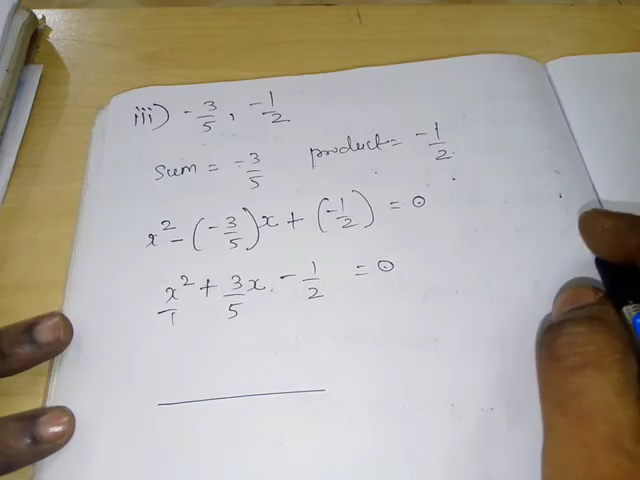 iii) -3/5, -1/2
sum = -3/5 product = -1/2
x² - (-3/5)x + (-1/2) = 0
x²/1 + 3/5 x - 1/2 = 0